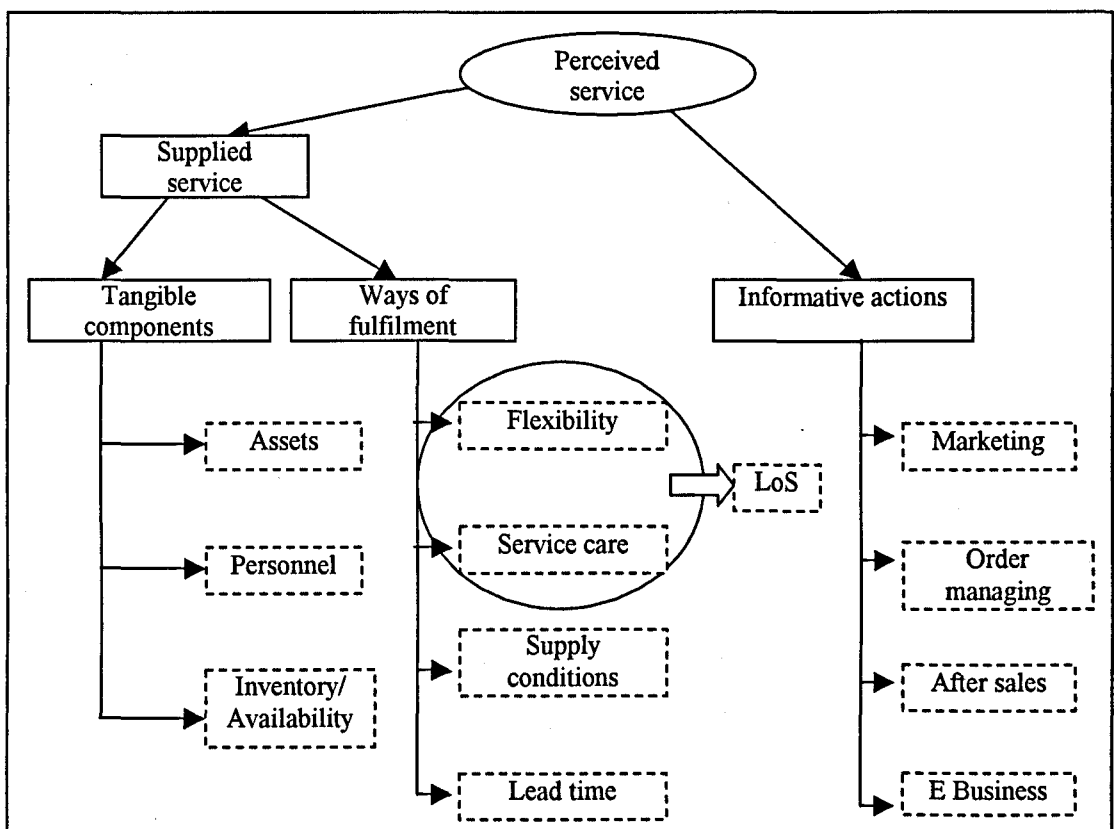 Perceived
service
Supplied
service
Tangible
components
Ways of
fulfilment
Informative actions
Assets
Personnel
Inventory/
Availability
Flexibility
Service care
Supply
conditions
Lead time
LoS
Marketing
Order
managing
After sales
E Business